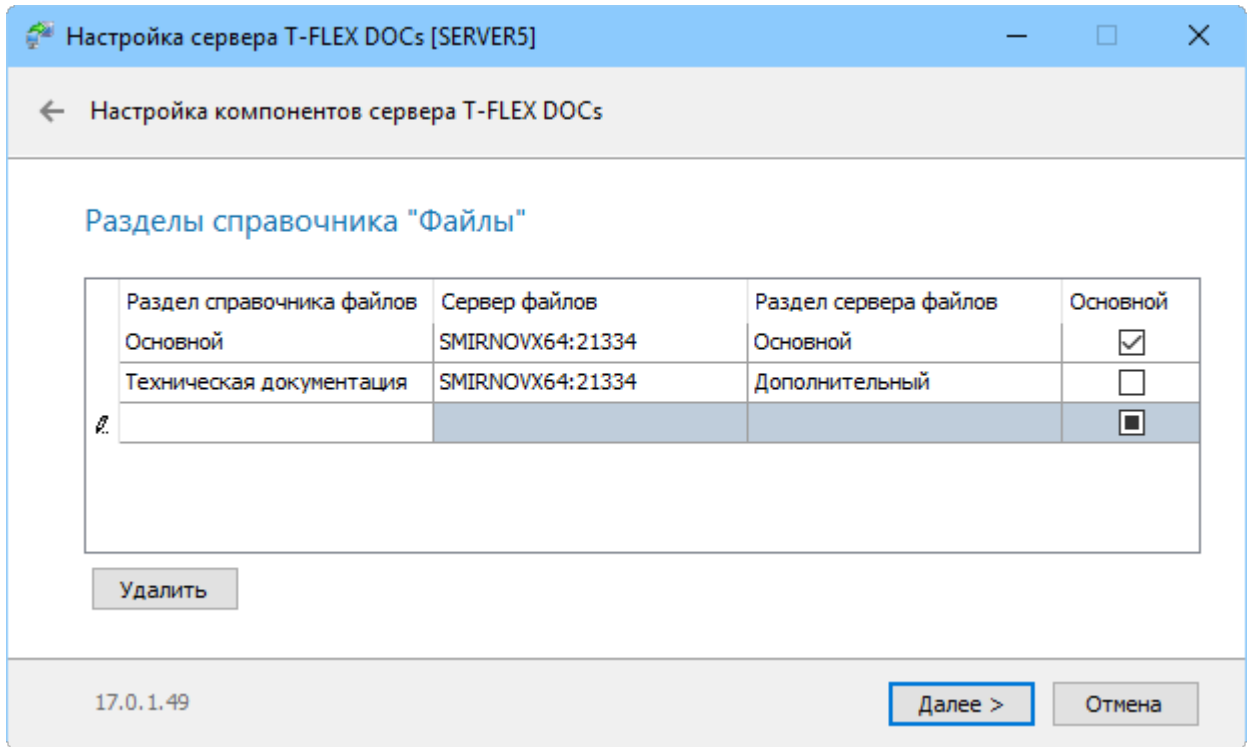 Настройка сервера T-FLEX DOCs [SERVER5]
Настройка компонентов сервера T-FLEX DOCs
Разделы справочника "Файлы"
Раздел справочника файлов Сервер файлов Раздел сервера файлов Основной
Основной SMIRNOVX64:21334 Основной
Техническая документация SMIRNOVX64:21334 Дополнительный
Удалить
17.0.1.49 Далее > Отмена